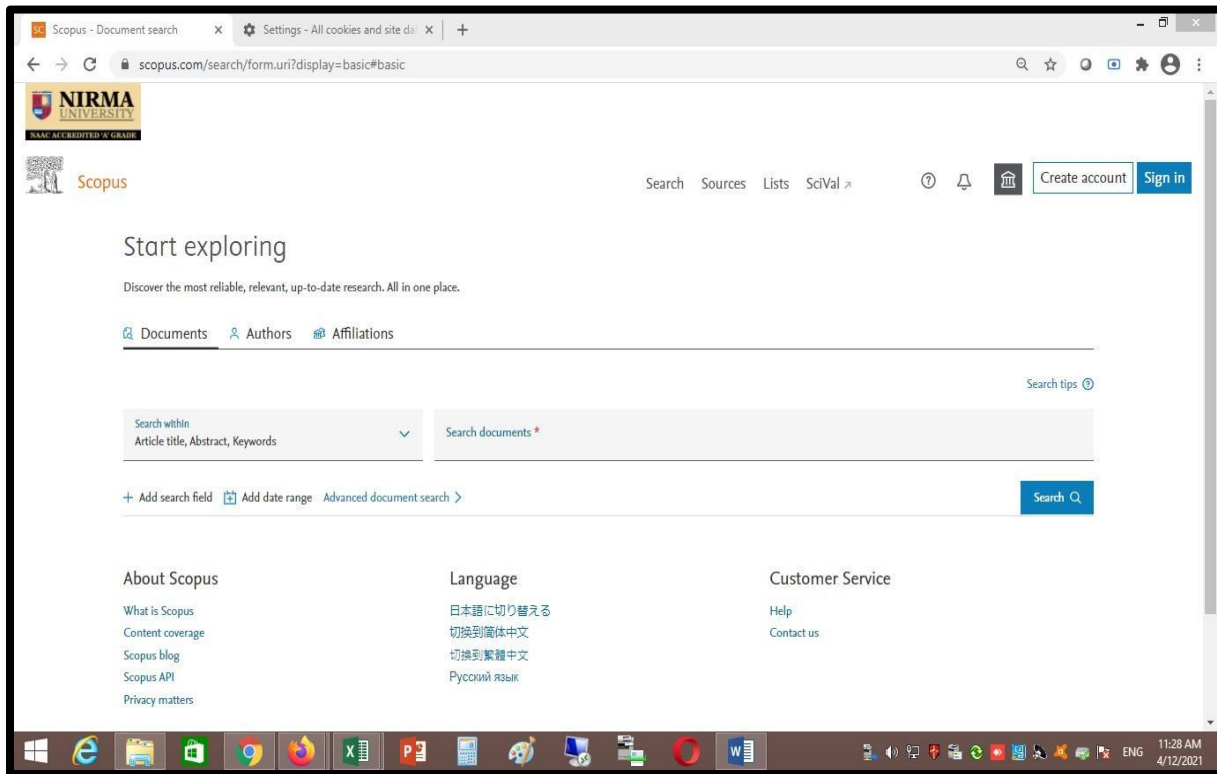 SC Scopus - Document search
Settings - All cookies and site da
scopus.com/search/form.uri?display=basic#basic
NIRMA
UNIVERSITY
NAAC ACCREDITED 'A' GRADE
Scopus
Search Sources Lists SciVal
Create account Sign in
Start exploring
Discover the most reliable, relevant, up-to-date research. All in one place.
Documents Authors Affiliations
Search tips
Search within
Article title, Abstract, Keywords
Search documents *
+ Add search field Add date range Advanced document search >
Search
About Scopus Language Customer Service
What is Scopus 日本語に切り替える Help
Content coverage 切换到简体中文 Contact us
Scopus blog 切換到繁體中文
Scopus API Русский язык
Privacy matters
ENG 11:28 AM
4/12/2021